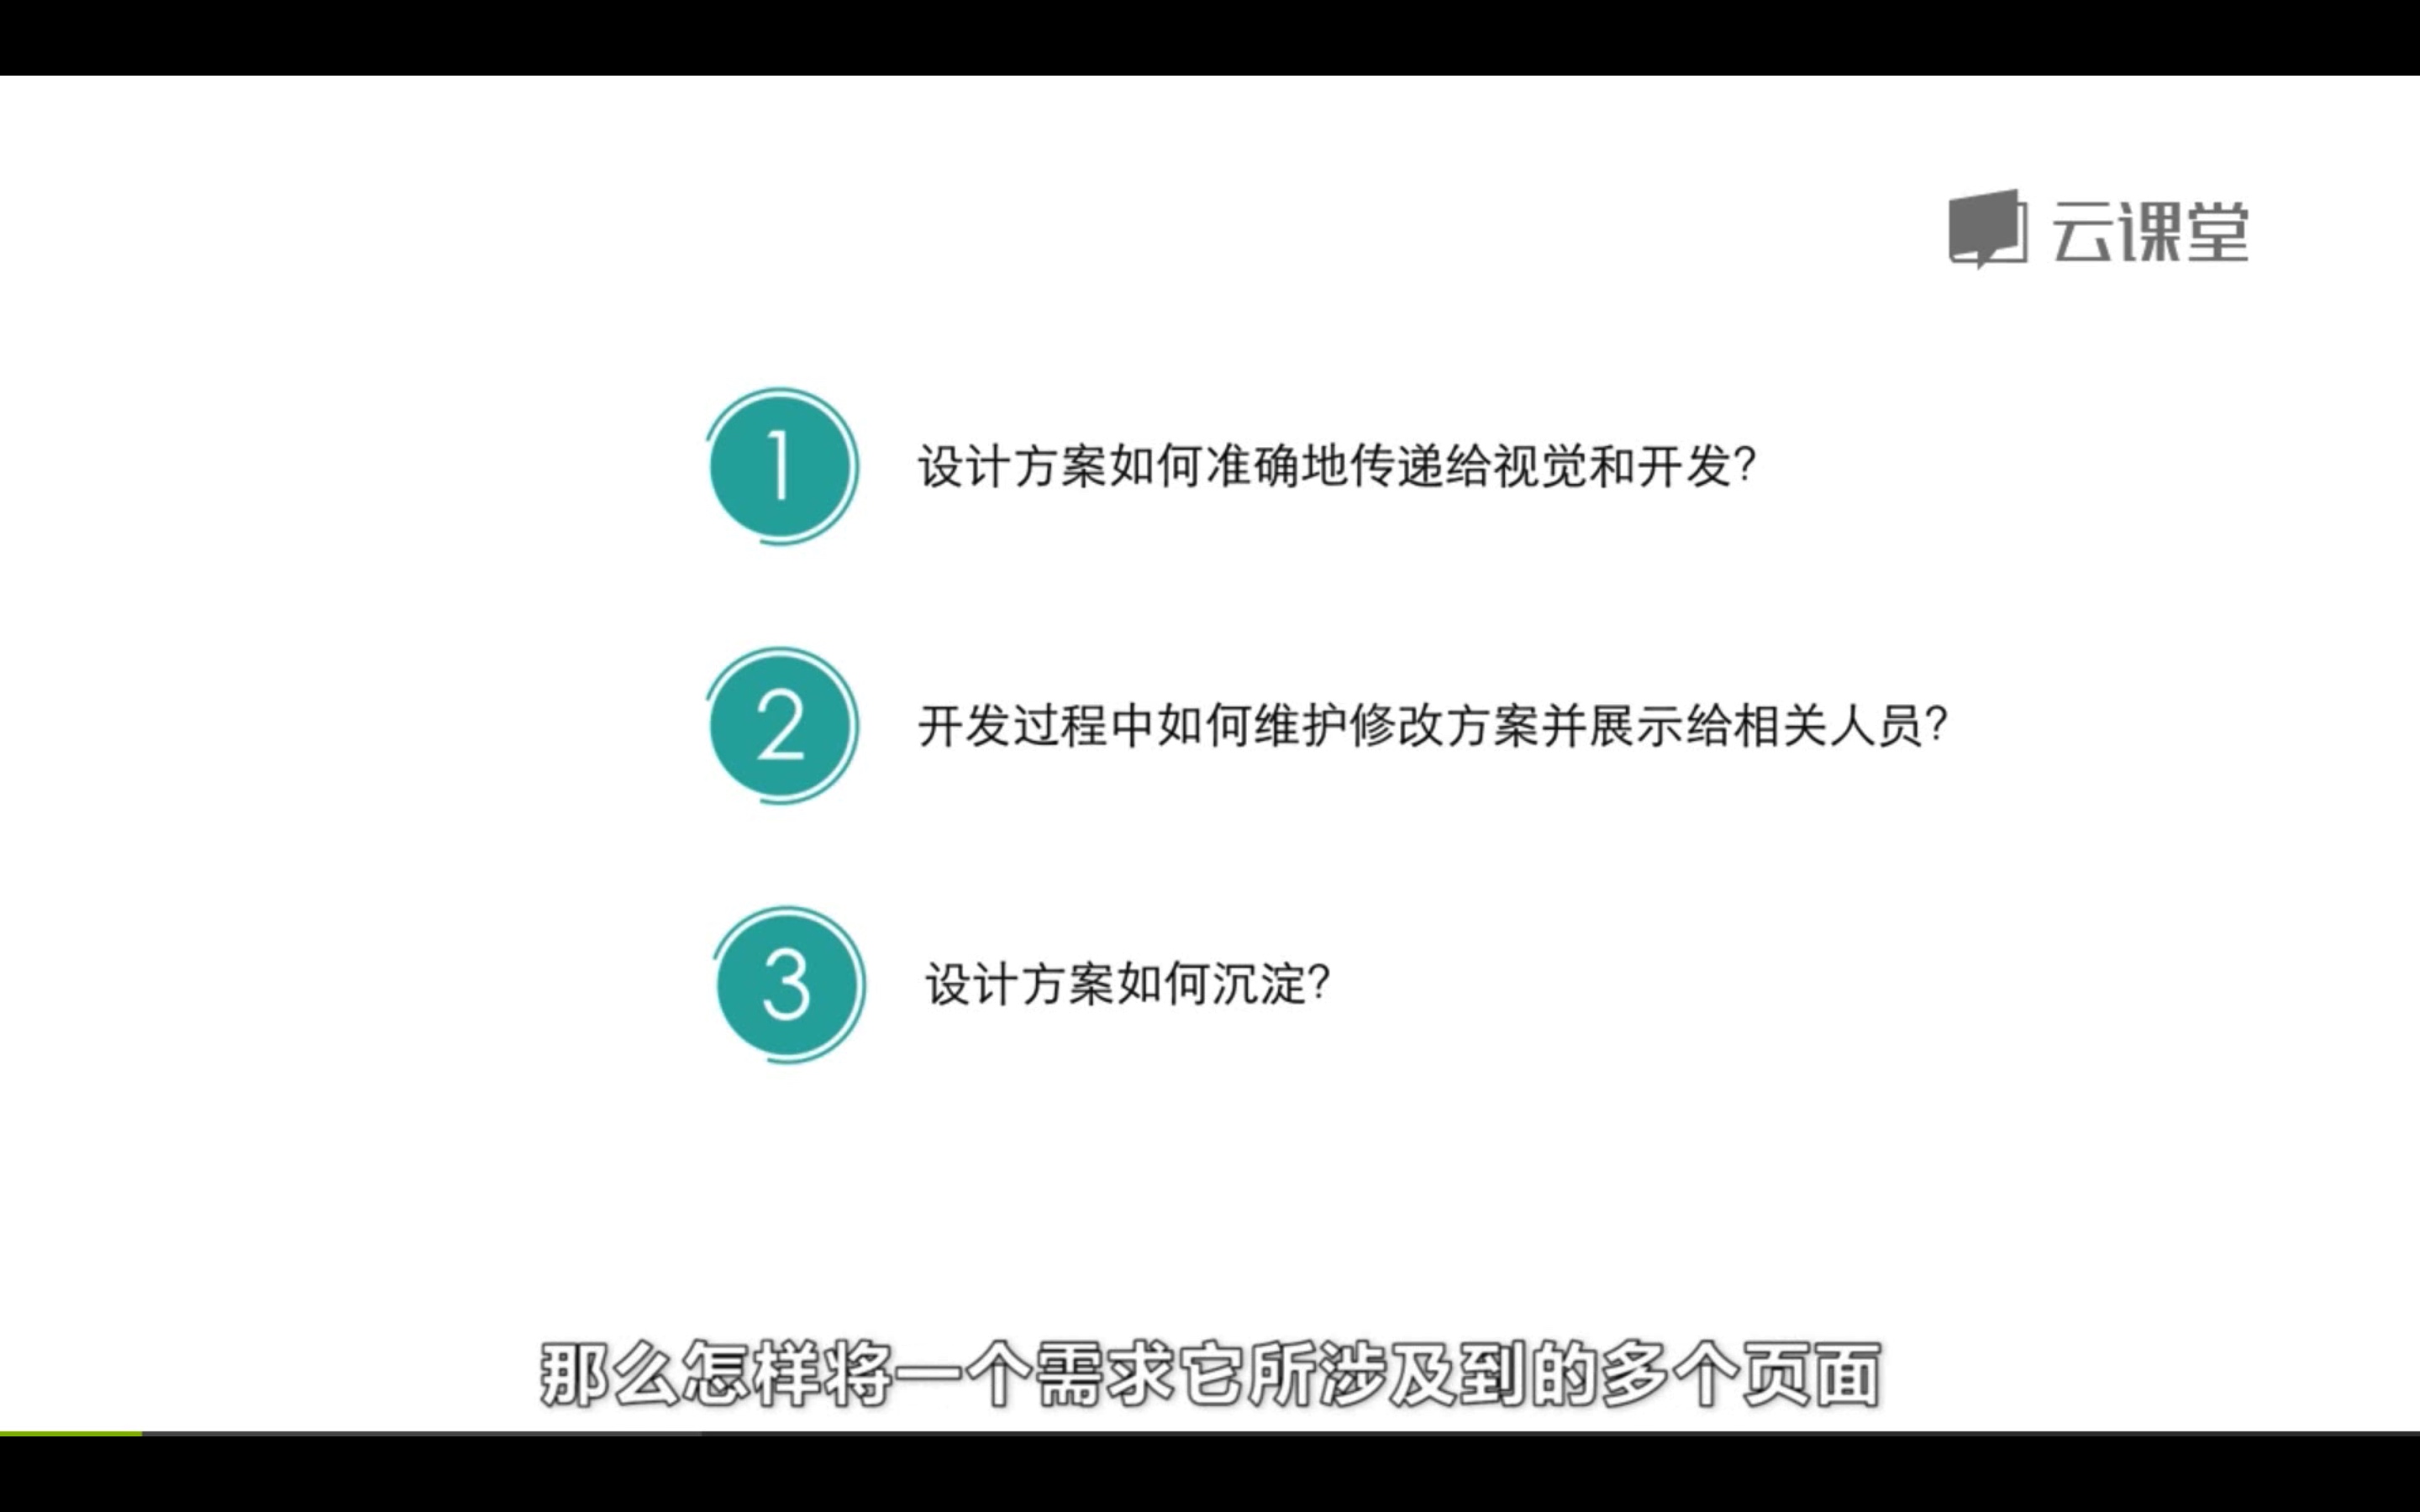 云课堂
1 设计方案如何准确地传递给视觉和开发?
2 开发过程中如何维护修改方案并展示给相关人员?
3 设计方案如何沉淀?
那么怎样将一个需求它所涉及到的多个页面